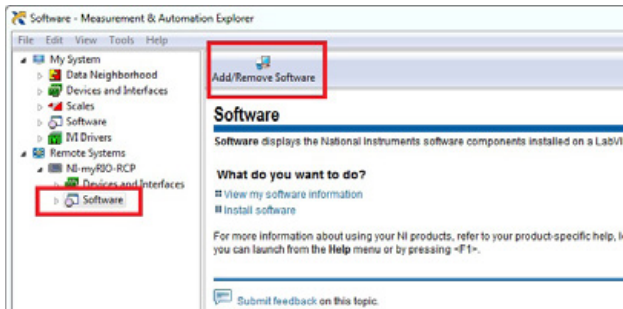 Software - Measurement & Automation Explorer
File Edit View Tools Help
My System
Data Neighborhood
Devices and Interfaces
Scales
Software
IVI Drivers
Remote Systems
NI-myRIO-RCP
Devices and Interfaces
Software
Add/Remove Software
Software
Software displays the National Instruments software components installed on a LabVI
What do you want to do?
View my software information
Install software
For more information about using your NI products, refer to your product-specific help, l
you can launch from the Help menu or by pressing <F1>.
Submit feedback on this topic.